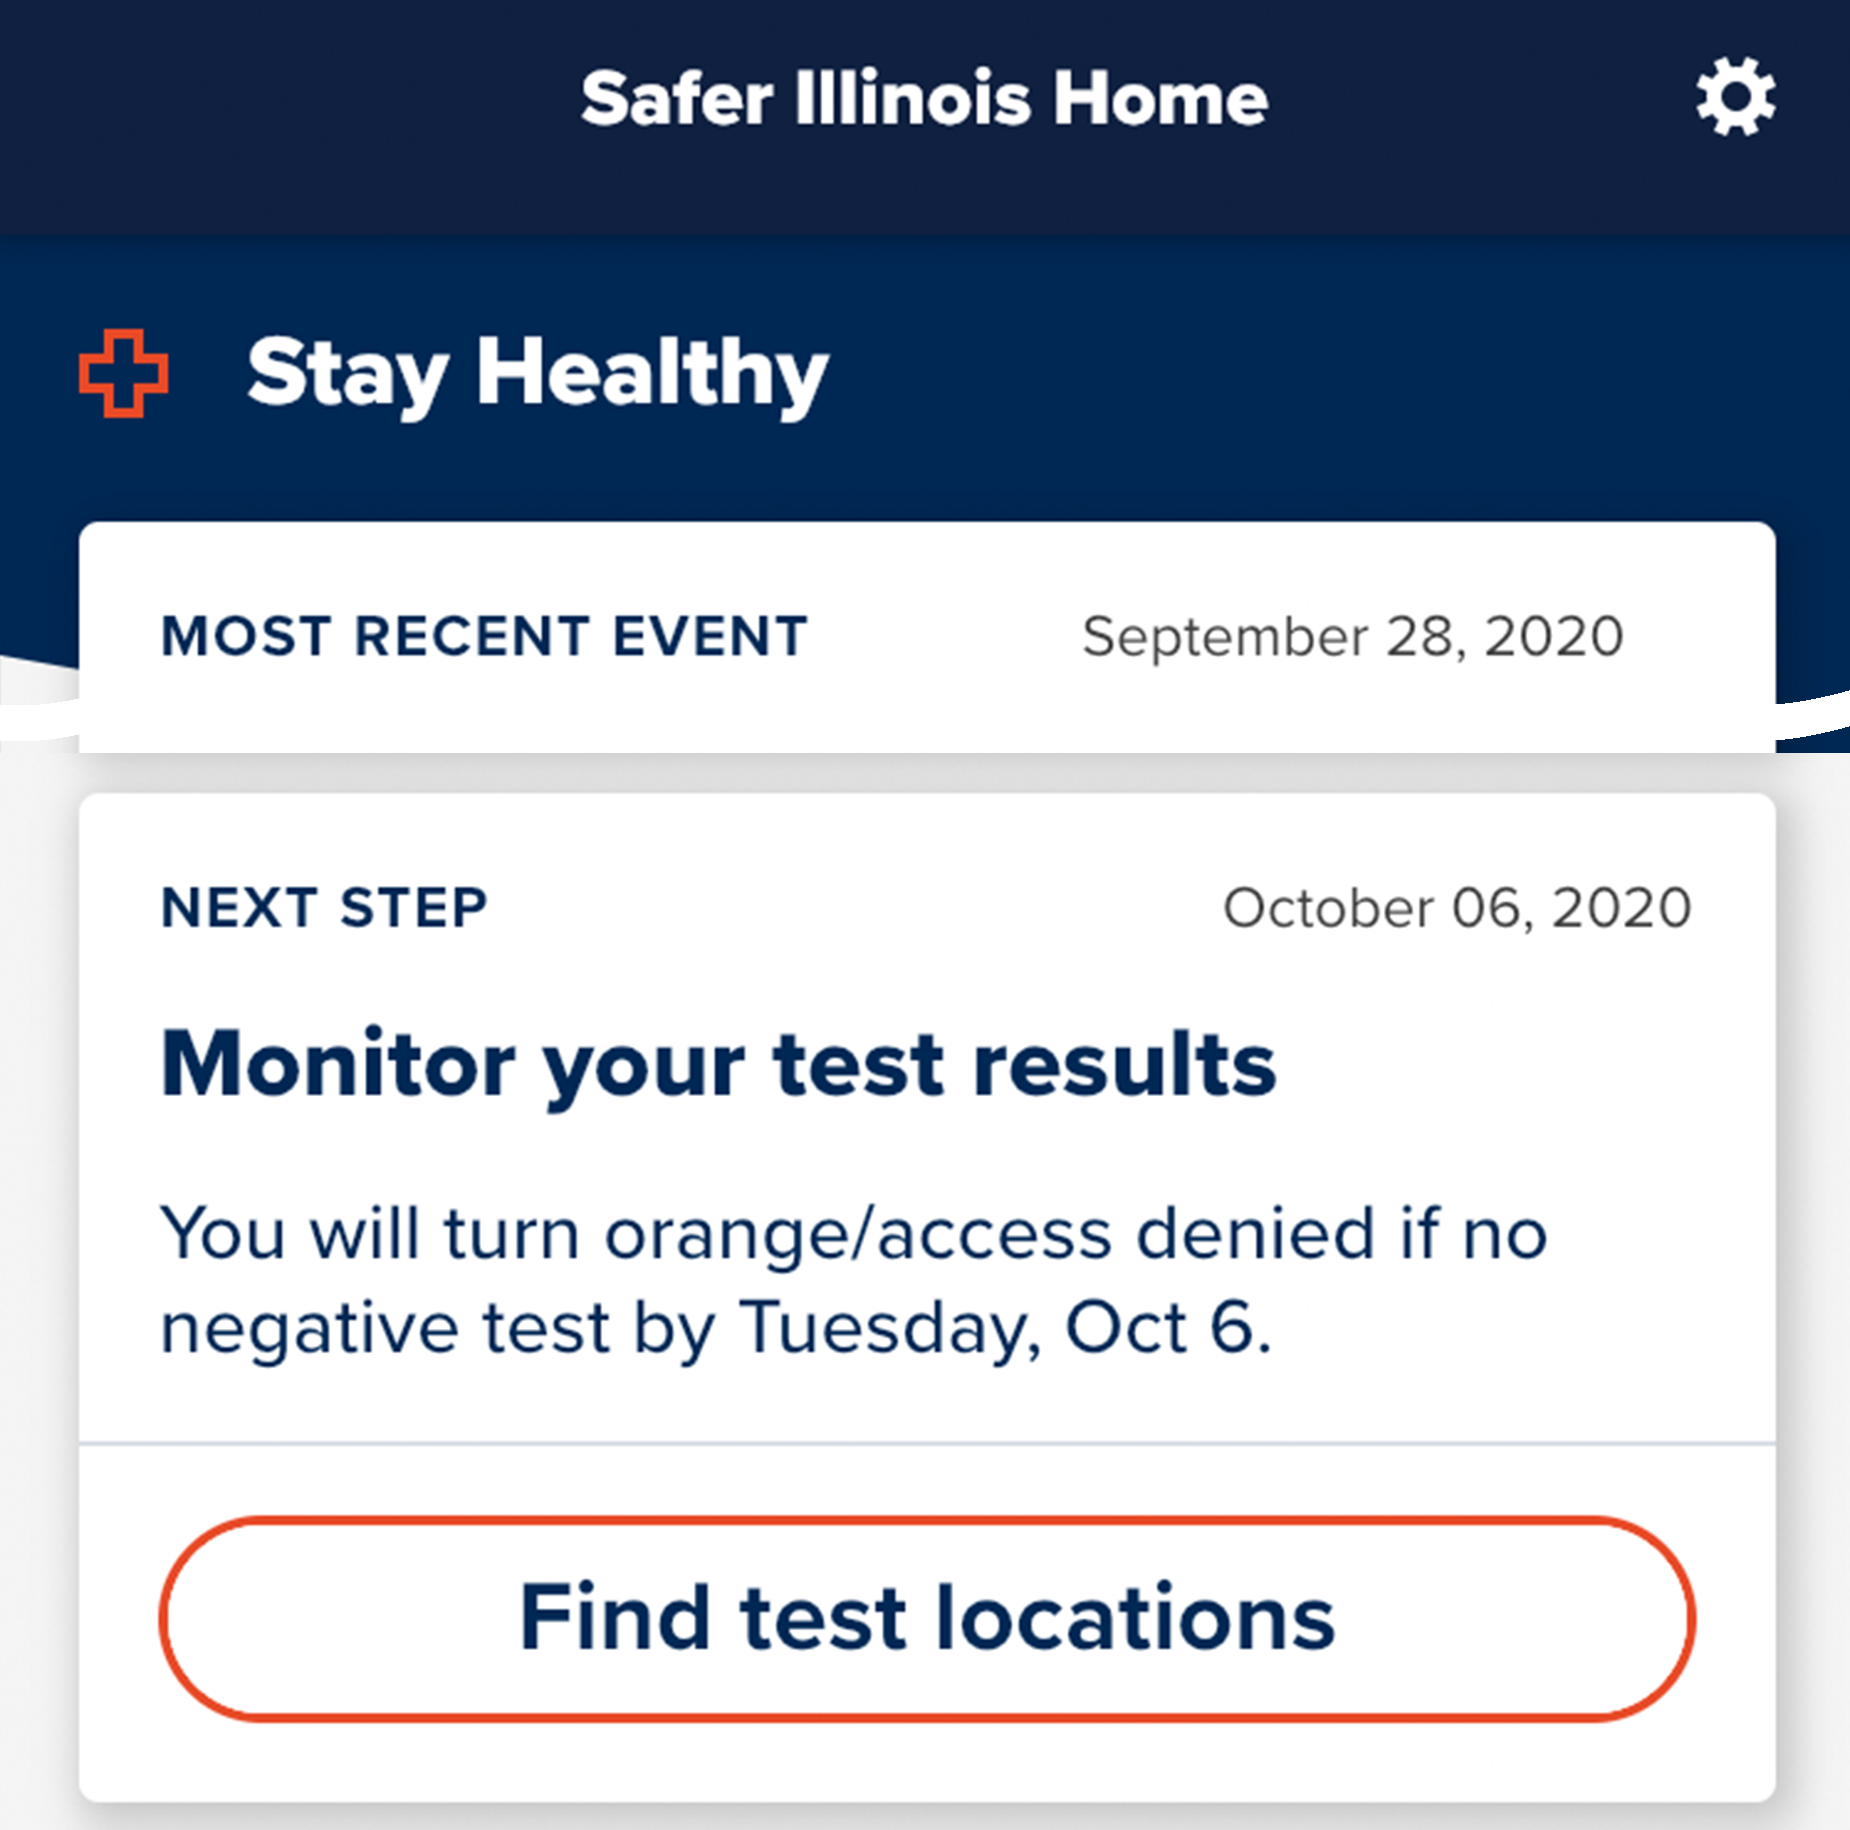 Safer Illinois Home
Stay Healthy
MOST RECENT EVENT September 28, 2020
NEXT STEP October 06, 2020
Monitor your test results
You will turn orange/access denied if no
negative test by Tuesday, Oct 6.
Find test locations